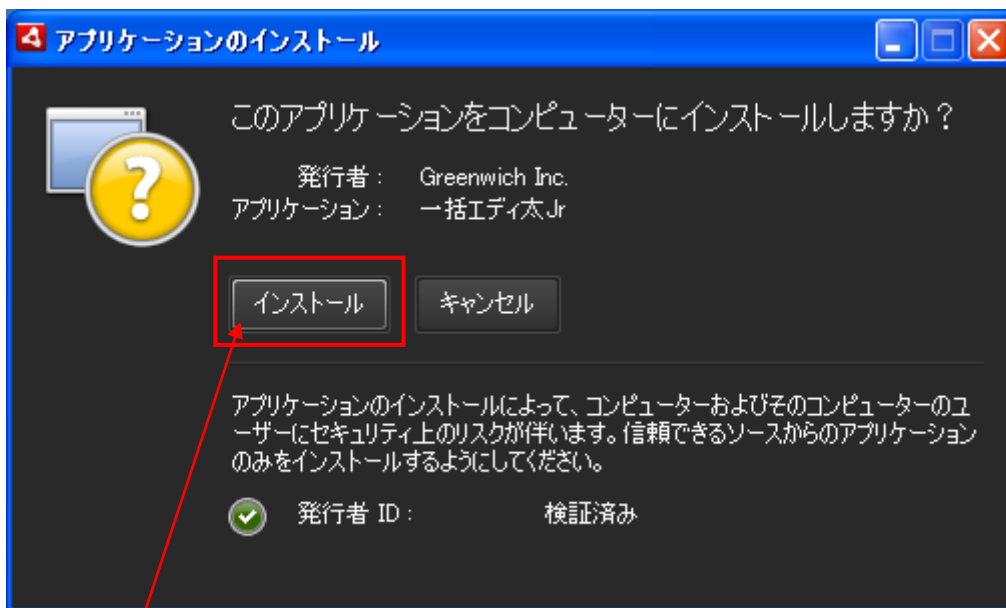 アプリケーションのインストール
このアプリケーションをコンピューターにインストールしますか？
発行者： Greenwich Inc.
アプリケーション： 一括エディ太Jr
インストール キャンセル
アプリケーションのインストールによって、コンピューターおよびそのコンピューターのユ
ーザーにセキュリティ上のリスクが伴います。信頼できるソースからのアプリケーション
のみをインストールするようにしてください。
発行者 ID： 検証済み